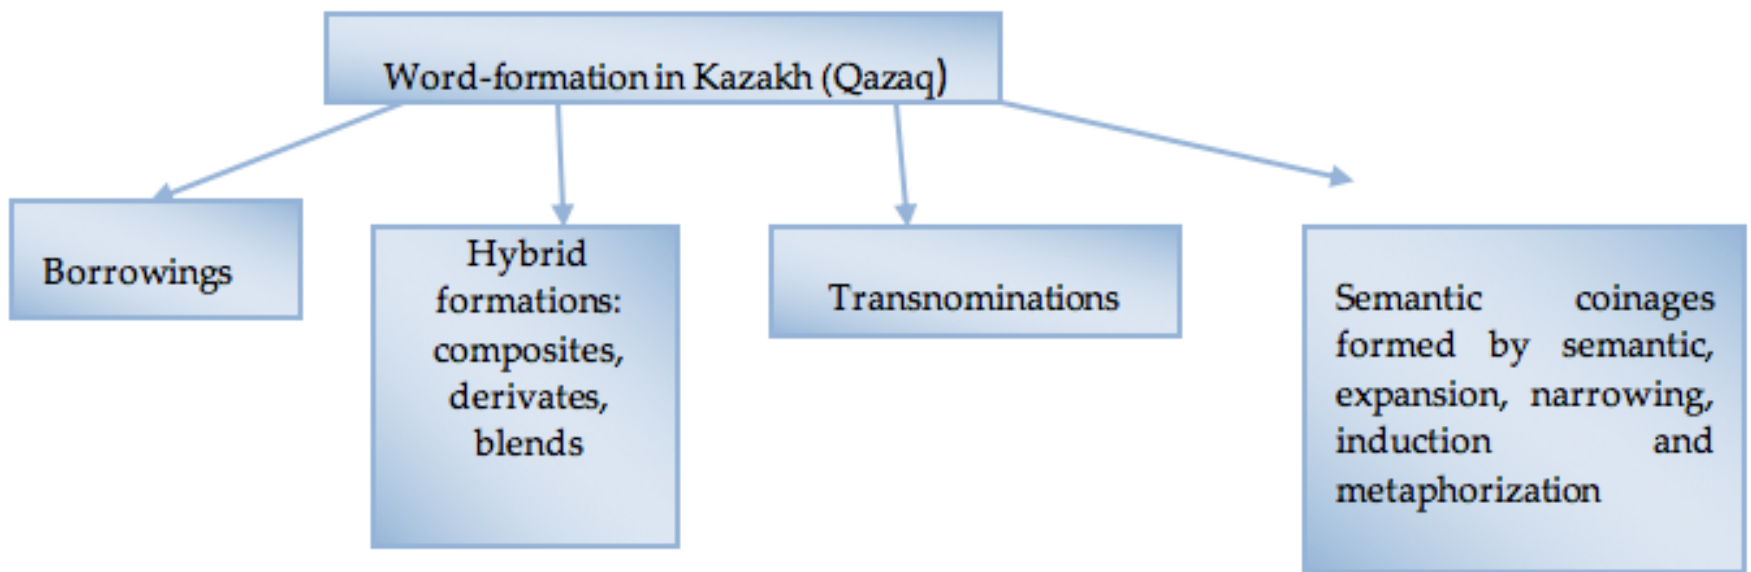 Word-formation in Kazakh (Qazaq)
Borrowings
Hybrid
formations:
composites,
derivates,
blends
Transnominations
Semantic coinages
formed by semantic,
expansion, narrowing,
induction and
metaphorization